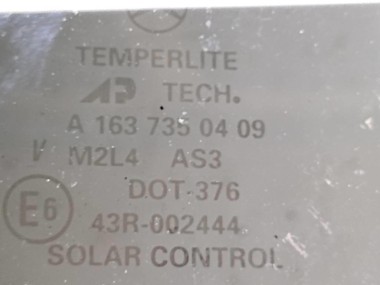 TEMPERLITE
AP TECH.
A 163 735 04 09
V M2L4 AS3
DOT-376
E6
43R-002444
SOLAR CONTROL